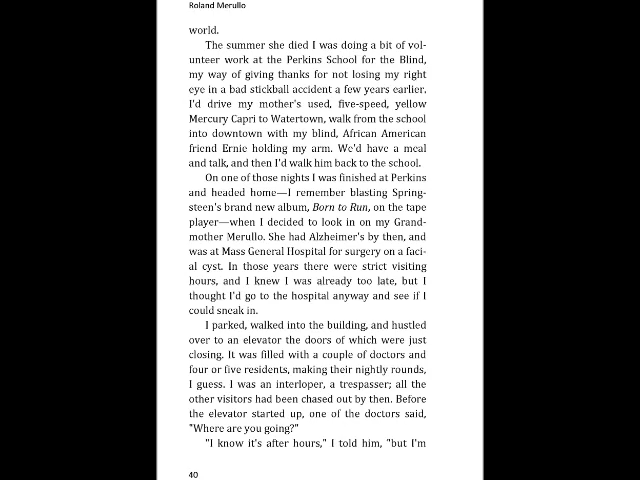 Roland Merullo
world.
The summer she died I was doing a bit of vol-
unteer work at the Perkins School for the Blind,
my way of giving thanks for not losing my right
eye in a bad stickball accident a few years earlier.
I'd drive my mother's used, five-speed, yellow
Mercury Capri to Watertown, walk from the school
into downtown with my blind, African American
friend Ernie holding my arm. We'd have a meal
and talk, and then I'd walk him back to the school.
On one of those nights I was finished at Perkins
and headed home—I remember blasting Spring-
steen's brand new album, Born to Run, on the tape
player—when I decided to look in on my Grand-
mother Merullo. She had Alzheimer's by then, and
was at Mass General Hospital for surgery on a faci-
al cyst. In those years there were strict visiting
hours, and I knew I was already too late, but I
thought I'd go to the hospital anyway and see if I
could sneak in.
I parked, walked into the building, and hustled
over to an elevator the doors of which were just
closing. It was filled with a couple of doctors and
four or five residents, making their nightly rounds,
I guess. I was an interloper, a trespasser; all the
other visitors had been chased out by then. Before
the elevator started up, one of the doctors said,
"Where are you going?"
"I know it's after hours," I told him, "but I'm
40